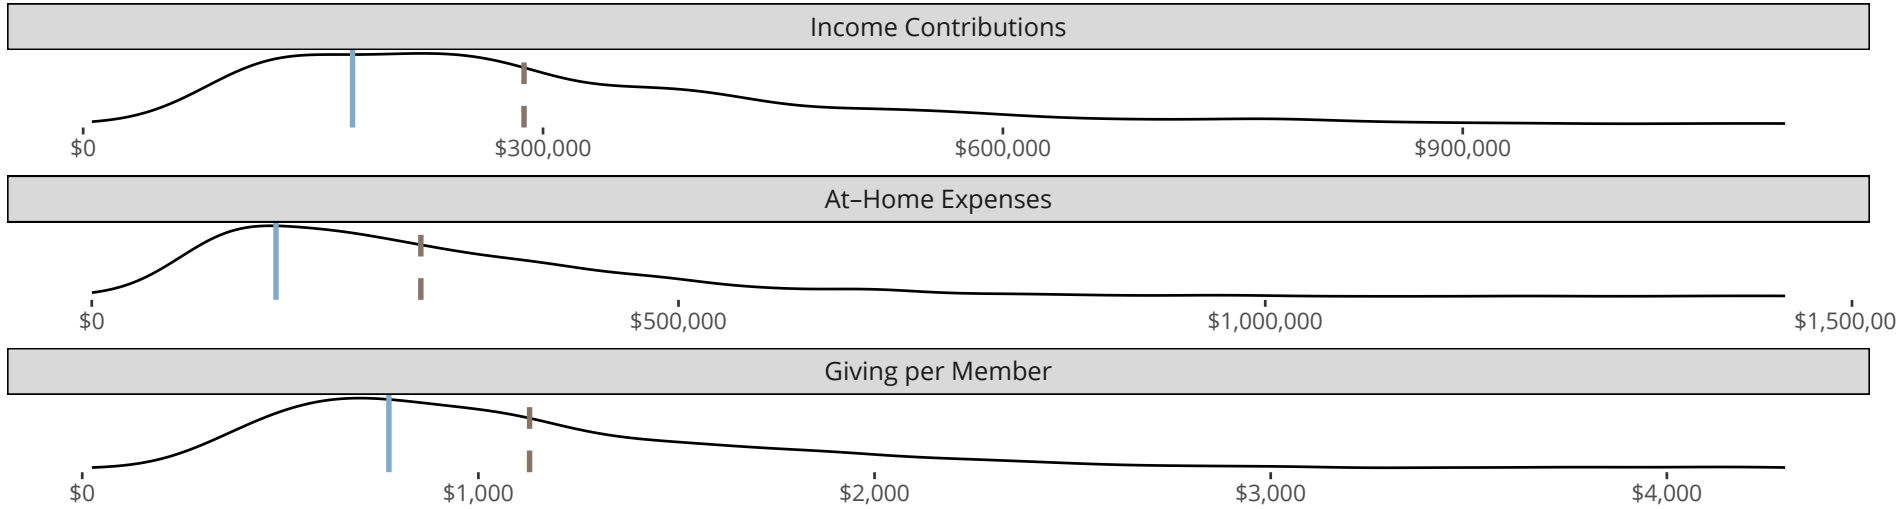 Income Contributions
$0 $300,000 $600,000 $900,000
At–Home Expenses
$0 $500,000 $1,000,000 $1,500,00
Giving per Member
$0 $1,000 $2,000 $3,000 $4,000